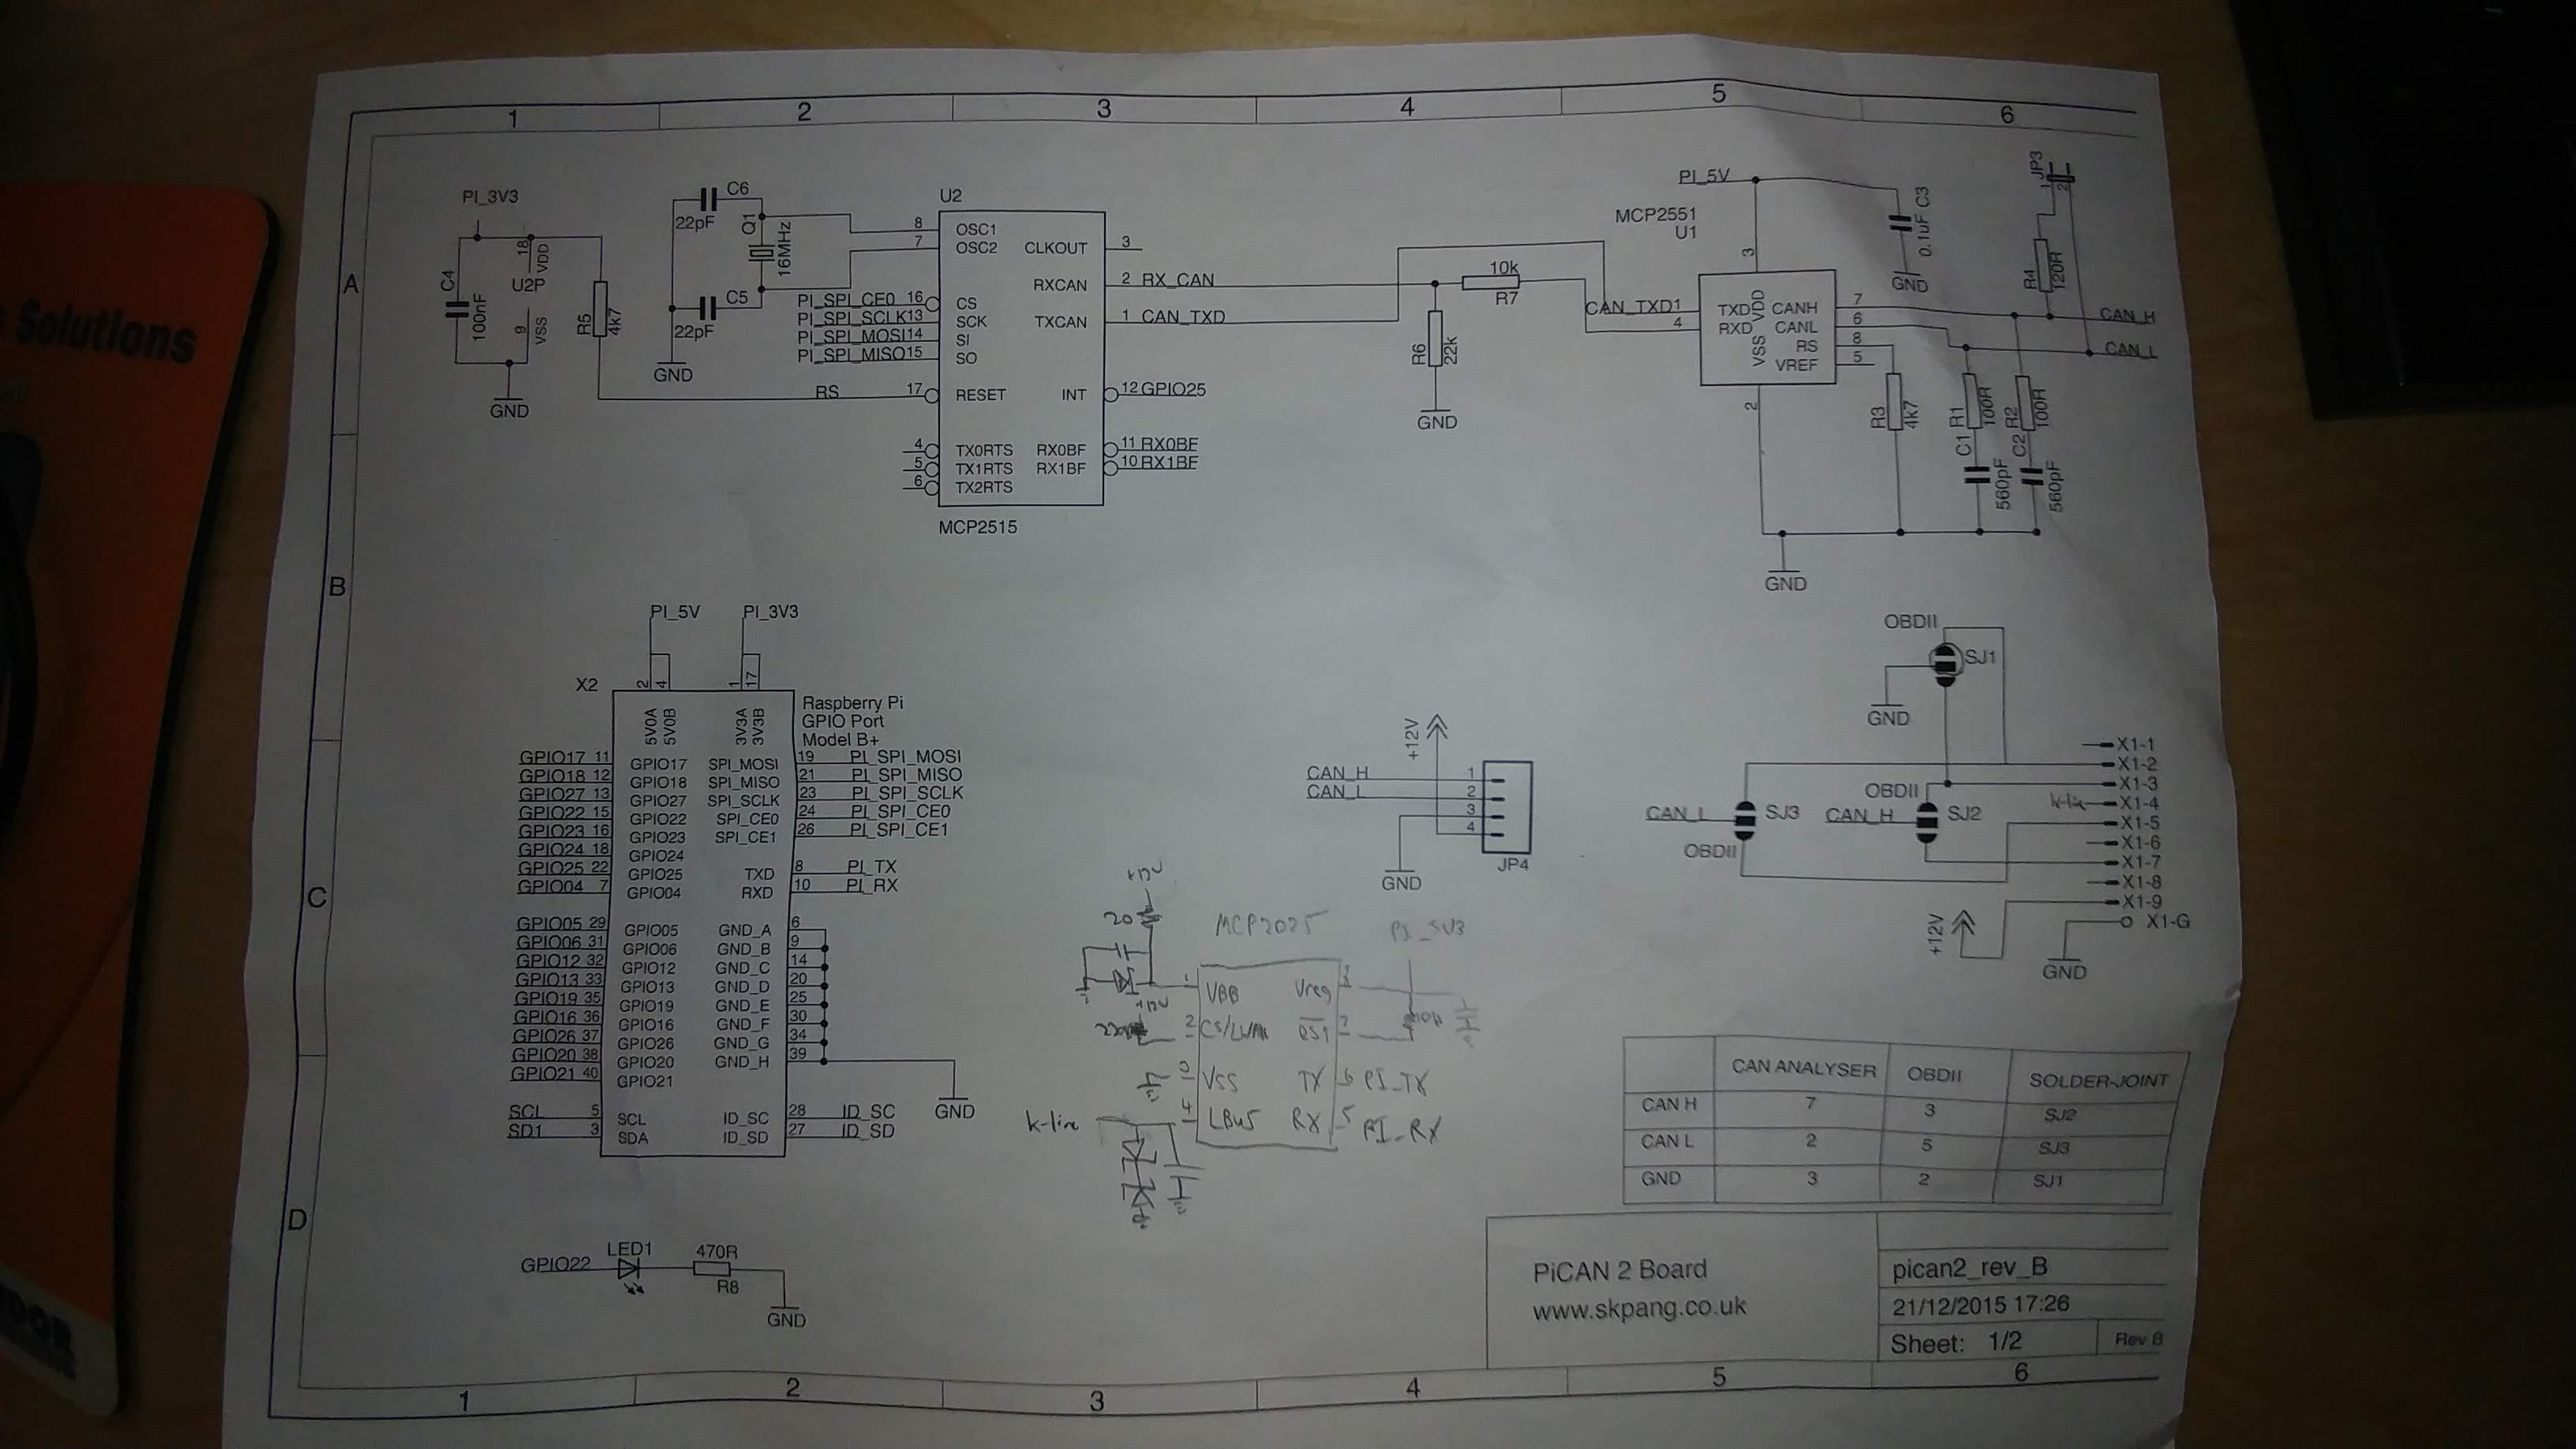 1 2 3 4 5 6
A
B
C
D
Solutions
PI_3V3
C4
100nF
18
VDD
U2P
9
VSS
GND
R5
4k7
C6
22pF
Q1
16MHz
C5
22pF
GND
RS
U2
8 OSC1
7 OSC2
CLKOUT 3
RXCAN 2 RX_CAN
PI_SPI_CE0 16 CS
PI_SPI_SCLK 13 SCK
TXCAN 1 CAN_TXD
PI_SPI_MOSI 14 SI
PI_SPI_MISO 15 SO
17 RESET
INT 12 GPIO25
4 TX0RTS RX0BF 11 RX0BF
5 TX1RTS RX1BF 10 RX1BF
6 TX2RTS
MCP2515
10k
R7
R6
22k
GND
PI_5V
MCP2551
U1
3
CAN_TXD 1
4
TXD
RXD
VDD
VSS
CANH 7
CANL 6
RS 8
VREF 5
2
C3
0.1uF
GND
JP3
1
2
R4
120R
CAN_H
CAN_L
R3
4k7
R1
100R
R2
100R
C1
560pF
C2
560pF
GND
PI_5V PI_3V3
X2
2 4 1 17
5V0A
5V0B
3V3A
3V3B
Raspberry Pi
GPIO Port
Model B+
GPIO17 11 GPIO17 SPI_MOSI 19 PI_SPI_MOSI
GPIO18 12 GPIO18 SPI_MISO 21 PI_SPI_MISO
GPIO27 13 GPIO27 SPI_SCLK 23 PI_SPI_SCLK
GPIO22 15 GPIO22 SPI_CE0 24 PI_SPI_CE0
GPIO23 16 GPIO23 SPI_CE1 26 PI_SPI_CE1
GPIO24 18 GPIO24
GPIO25 22 GPIO25 TXD 8 PI_TX
GPIO04 7 GPIO04 RXD 10 PI_RX
GPIO05 29 GPIO05 GND_A 6
GPIO06 31 GPIO06 GND_B 9
GPIO12 32 GPIO12 GND_C 14
GPIO13 33 GPIO13 GND_D 20
GPIO19 35 GPIO19 GND_E 25
GPIO16 36 GPIO16 GND_F 30
GPIO26 37 GPIO26 GND_G 34
GPIO20 38 GPIO20 GND_H 39
GPIO21 40 GPIO21
GND
SCL 5 SCL ID_SC 28 ID_SC
SD1 3 SDA ID_SD 27 ID_SD
GPIO22
LED1
470R
R8
GND
+12V
CAN_H 1
CAN_L 2
3
4
GND
JP4
OBDII
SJ1
GND
CAN_L
SJ3
OBDII
OBDII
CAN_H
SJ2
X1-1
X1-2
X1-3
k-line X1-4
X1-5
X1-6
X1-7
X1-8
X1-9
X1-G
+12V
GND
+12V
20
MCP2025
PI_3V3
1 VBB Vreg
+12V
2 CS/LWAK RST 7
3 VSS TX 6 PI_TX
k-line 4 LBUS RX 5 PI_RX
CAN ANALYSER OBDII SOLDER-JOINT
CAN H 7 3 SJ2
CAN L 2 5 SJ3
GND 3 2 SJ1
PiCAN 2 Board
www.skpang.co.uk
pican2_rev_B
21/12/2015 17:26
Sheet: 1/2
Rev B
1 2 3 4 5 6